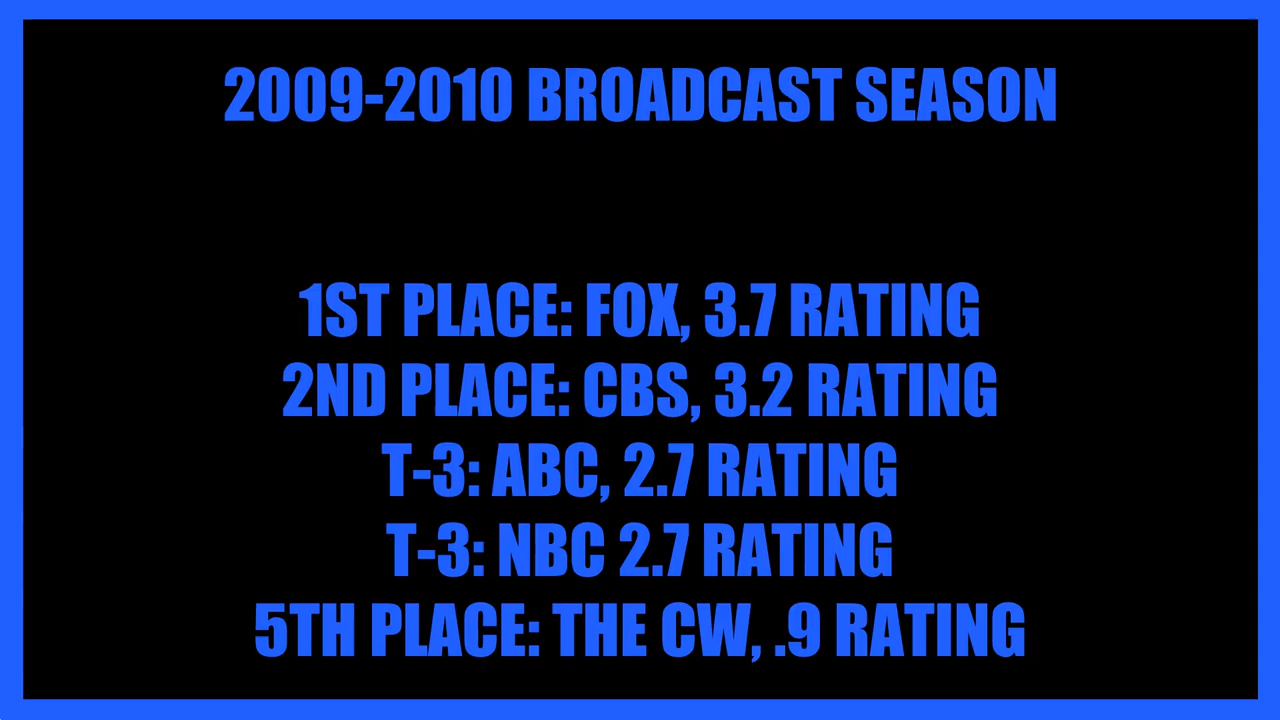 2009-2010 BROADCAST SEASON
1ST PLACE: FOX, 3.7 RATING
2ND PLACE: CBS, 3.2 RATING
T-3: ABC, 2.7 RATING
T-3: NBC 2.7 RATING
5TH PLACE: THE CW, .9 RATING